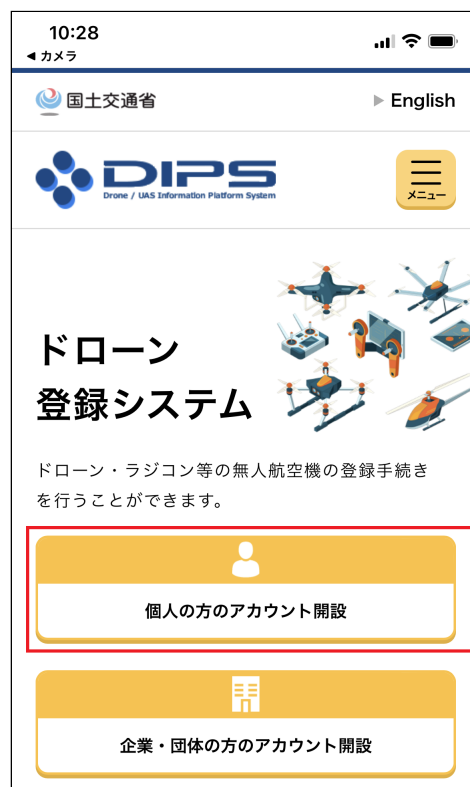 10:28
◀ カメラ
国土交通省
▶ English
DIPS
Drone / UAS Information Platform System
メニュー
ドローン
登録システム
ドローン・ラジコン等の無人航空機の登録手続き
を行うことができます。
個人の方のアカウント開設
企業・団体の方のアカウント開設